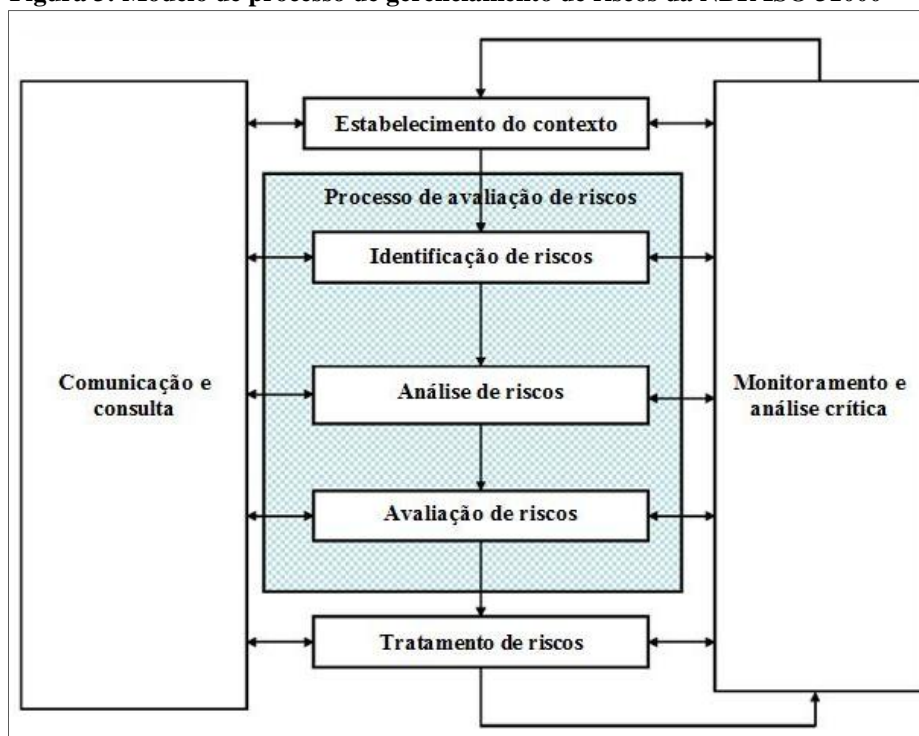 Estabelecimento do contexto
Processo de avaliação de riscos
Identificação de riscos
Comunicação e
consulta
Análise de riscos
Monitoramento e
análise crítica
Avaliação de riscos
Tratamento de riscos